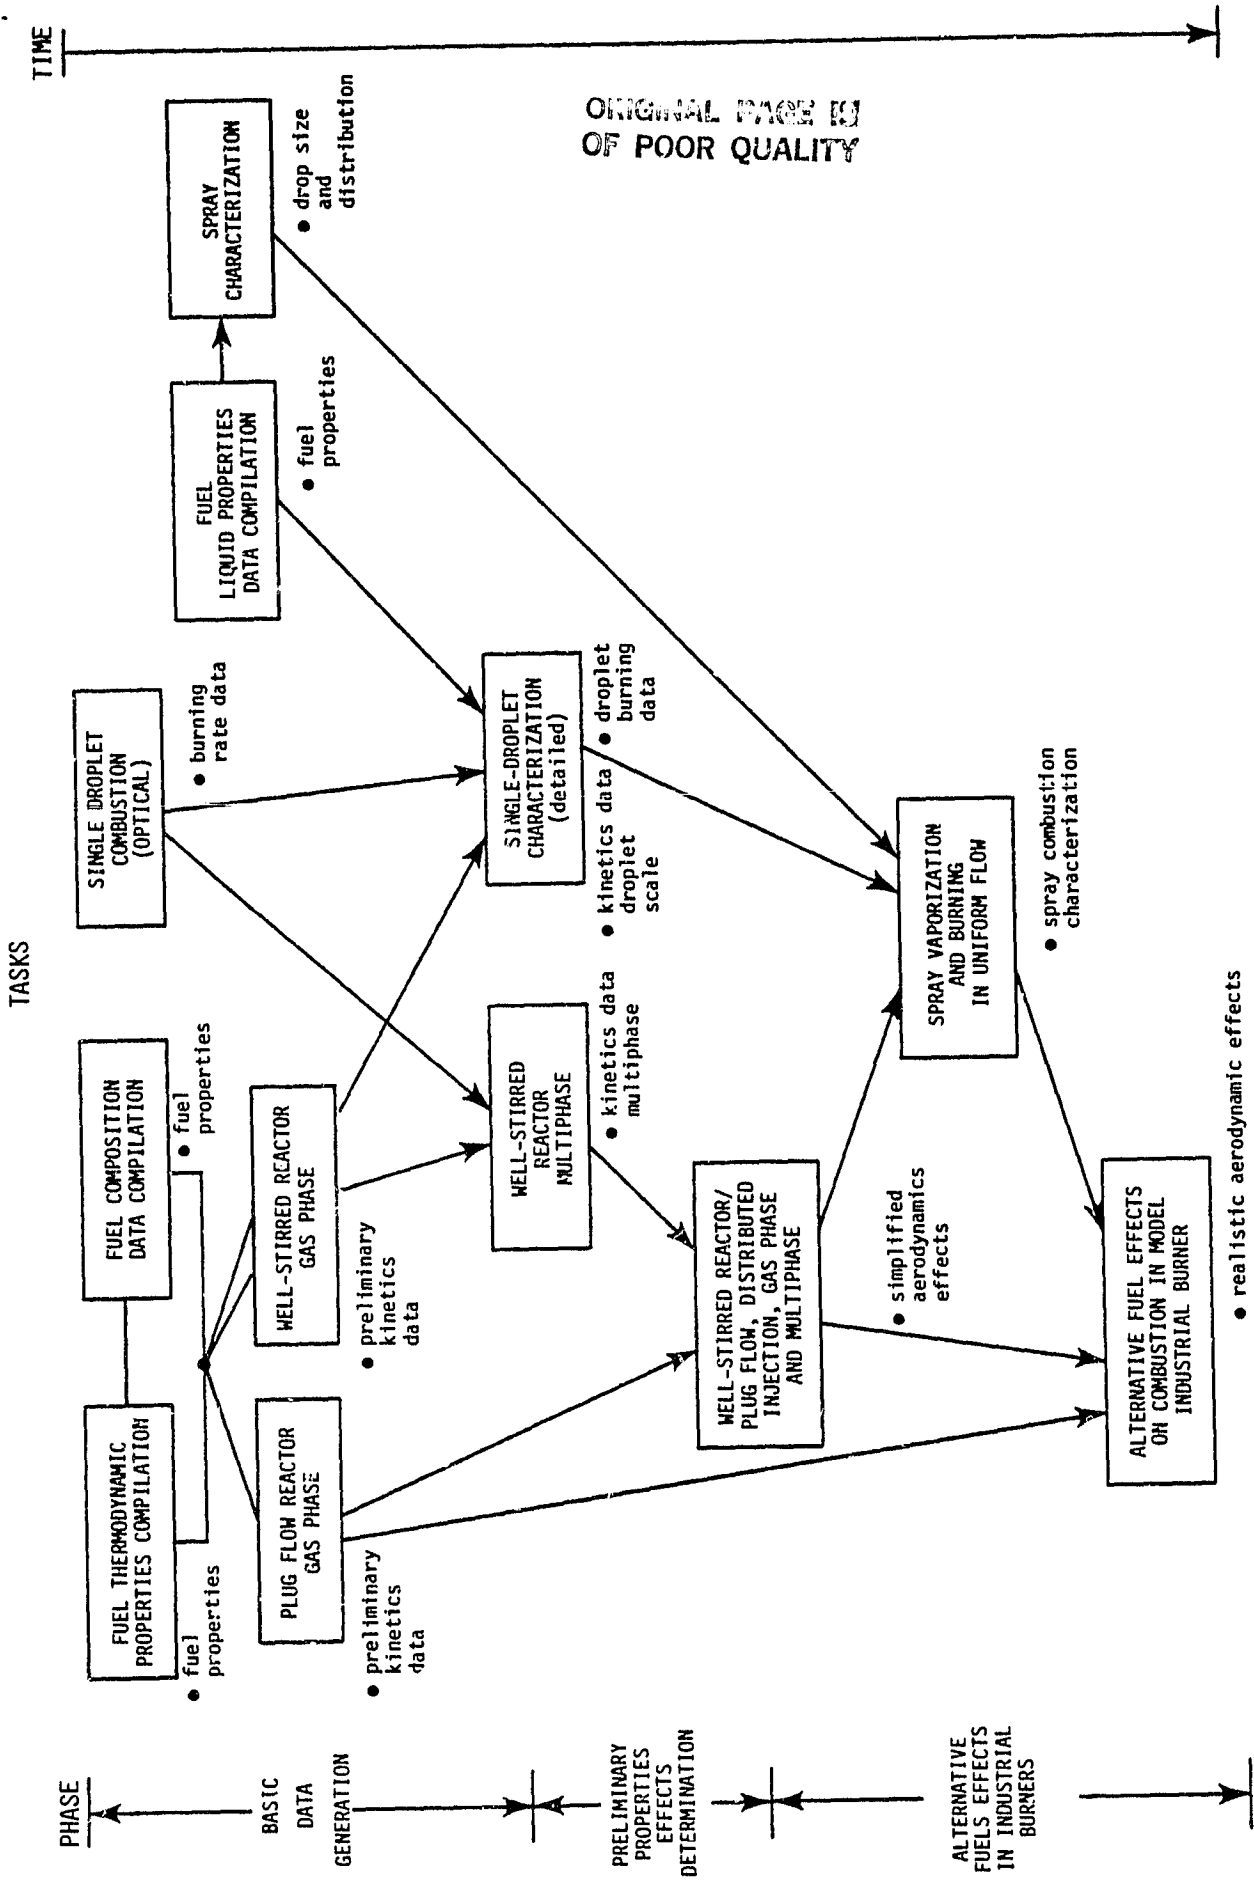 TASKS
PHASE
TIME
BASIC
DATA
GENERATION
PRELIMINARY
PROPERTIES
EFFECTS
DETERMINATION
ALTERNATIVE
FUELS EFFECTS
IN INDUSTRIAL
BURNERS
FUEL THERMODYNAMIC
PROPERTIES COMPILATION
● fuel
properties
FUEL COMPOSITION
DATA COMPILATION
● fuel
properties
SINGLE DROPLET
COMBUSTION
(OPTICAL)
● burning
rate data
FUEL
LIQUID PROPERTIES
DATA COMPILATION
● fuel
properties
SPRAY
CHARACTERIZATION
● drop size
and
distribution
PLUG FLOW REACTOR
GAS PHASE
● preliminary
kinetics
data
WELL-STIRRED REACTOR
GAS PHASE
● preliminary
kinetics
data
WELL-STIRRED
REACTOR
MULTIPHASE
● kinetics data
multiphase
SINGLE-DROPLET
CHARACTERIZATION
(detailed)
● kinetics data
droplet
scale
● droplet
burning
data
WELL-STIRRED REACTOR/
PLUG FLOW, DISTRIBUTED
INJECTION, GAS PHASE
AND MULTIPHASE
● simplified
aerodynamics
effects
SPRAY VAPORIZATION
AND BURNING
IN UNIFORM FLOW
● spray combustion
characterization
ALTERNATIVE FUEL EFFECTS
ON COMBUSTION IN MODEL
INDUSTRIAL BURNER
● realistic aerodynamic effects
ORIGINAL PAGE IS
OF POOR QUALITY